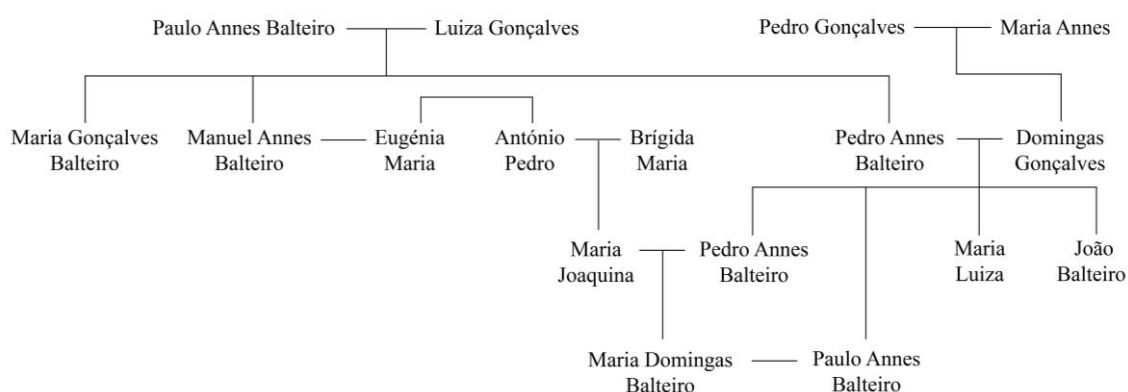 Paulo Annes Balteiro
Luiza Gonçalves
Pedro Gonçalves
Maria Annes
Maria Gonçalves
Balteiro
Manuel Annes
Balteiro
Eugénia
Maria
António
Pedro
Brígida
Maria
Pedro Annes
Balteiro
Domingas
Gonçalves
Maria
Joaquina
Pedro Annes
Balteiro
Maria
Luiza
João
Balteiro
Maria Domingas
Balteiro
Paulo Annes
Balteiro